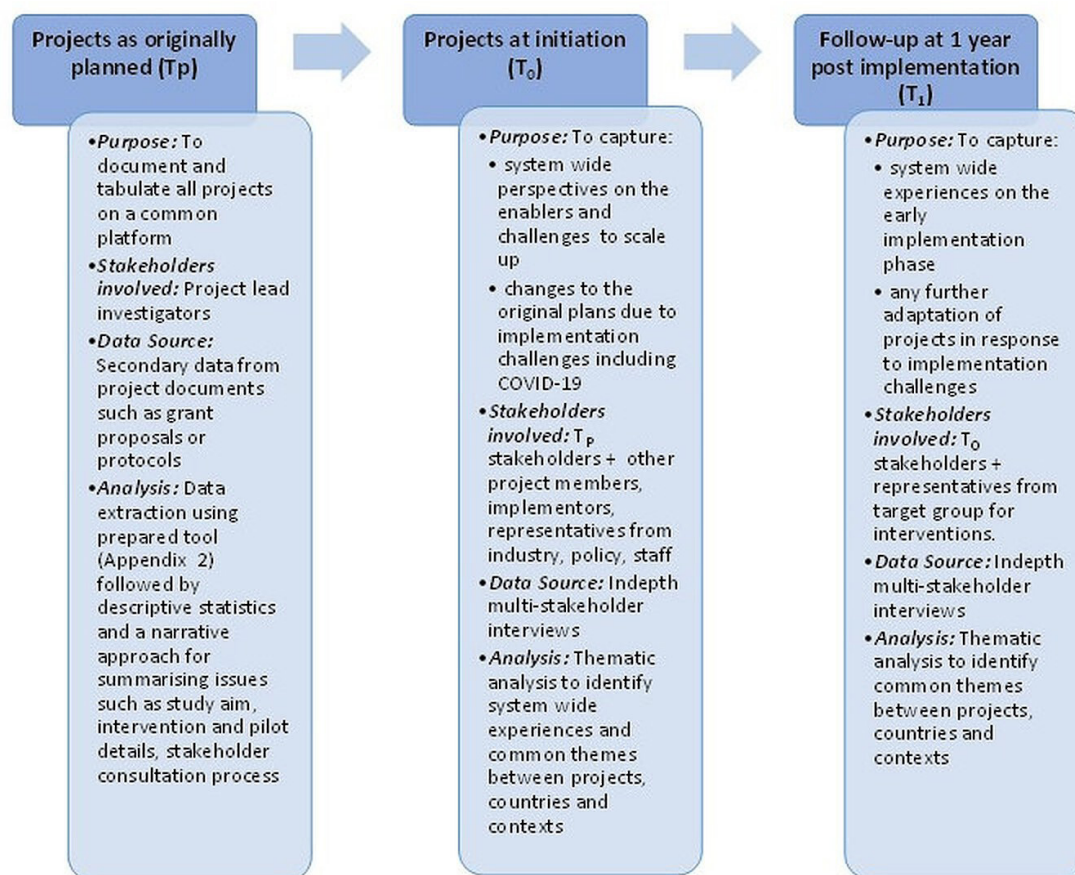 Projects as originally
planned (Tp)
•Purpose: To
document and
tabulate all projects
on a common
platform
•Stakeholders
involved: Project lead
investigators
•Data Source:
Secondary data from
project documents
such as grant
proposals or
protocols
•Analysis: Data
extraction using
prepared tool
(Appendix 2)
followed by
descriptive statistics
and a narrative
approach for
summarising issues
such as study aim,
intervention and pilot
details, stakeholder
consultation process
Projects at initiation
(T₀)
•Purpose: To capture:
• system wide
perspectives on the
enablers and
challenges to scale
up
• changes to the
original plans due to
implementation
challenges including
COVID-19
•Stakeholders
involved: Tₚ
stakeholders + other
project members,
implementors,
representatives from
industry, policy, staff
•Data Source: Indepth
multi-stakeholder
interviews
•Analysis: Thematic
analysis to identify
system wide
experiences and
common themes
between projects,
countries and
contexts
Follow-up at 1 year
post implementation
(T₁)
•Purpose: To capture:
• system wide
experiences on the
early
implementation
phase
• any further
adaptation of
projects in response
to implementation
challenges
•Stakeholders
involved: T₀
stakeholders +
representatives from
target group for
interventions.
•Data Source: Indepth
multi-stakeholder
interviews
•Analysis: Thematic
analysis to identify
common themes
between projects,
countries and
contexts